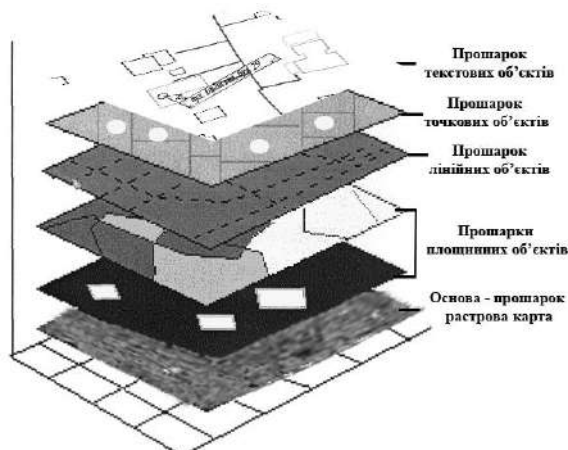 Прошарок
текстових об'єктів
Прошарок
точкових об'єктів
Прошарок
лінійних об'єктів
Прошарки
площинних об'єктів
Основа - прошарок
растрова карта